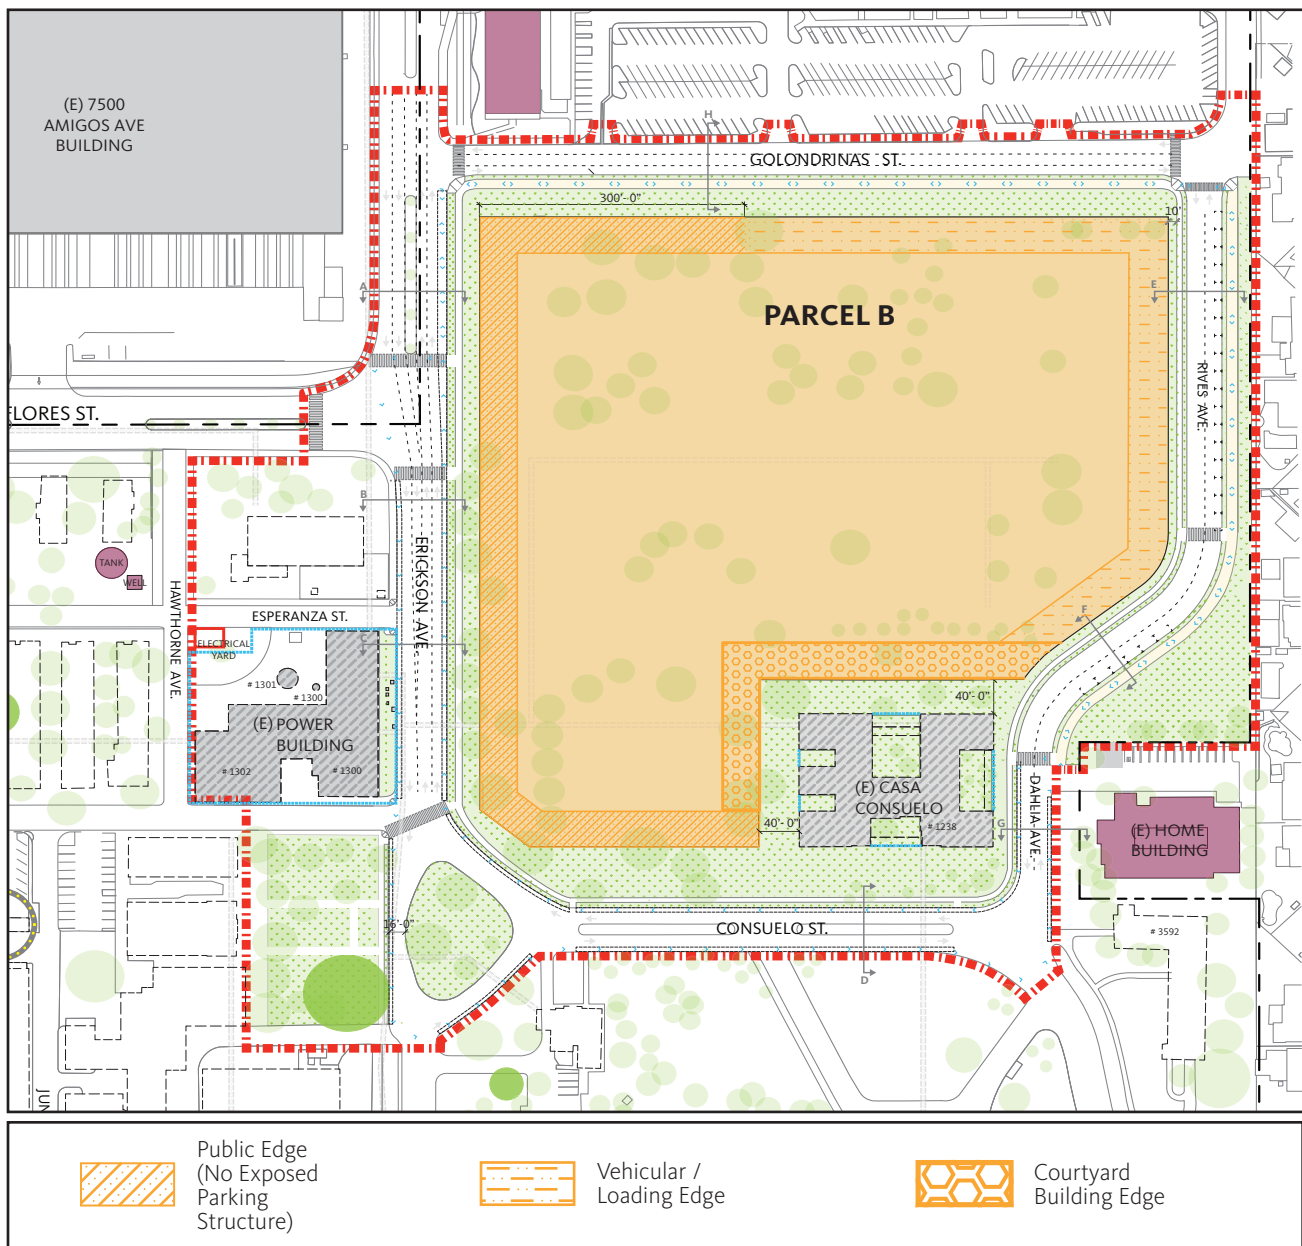 (E) 7500
AMIGOS AVE
BUILDING
H
GOLONDRINAS ST.
300'- 0"
10'
A
E
PARCEL B
RIVES AVE.
FLORES ST.
B
TANK
WELL
HAWTHORNE AVE.
ERICKSON AVE
ESPERANZA ST.
ELECTRICAL
YARD
C
F
# 1301
# 1300
(E) POWER
BUILDING
# 1302
# 1300
40'- 0"
(E) CASA
CONSUELO
# 1238
40'- 0"
G
DAHLIA AVE.
(E) HOME
BUILDING
16'-0"
CONSUELO ST.
# 3592
D
JUN
Public Edge
(No Exposed
Parking
Structure)
Vehicular /
Loading Edge
Courtyard
Building Edge